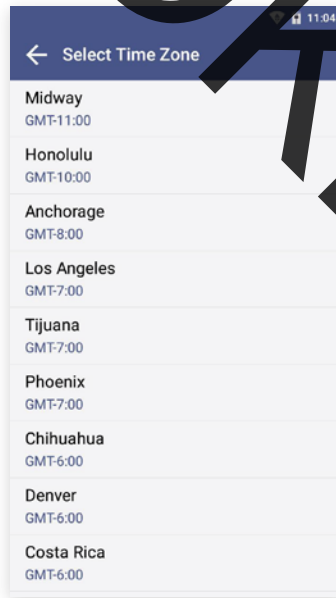 11:04
Select Time Zone
Midway
GMT-11:00
Honolulu
GMT-10:00
Anchorage
GMT-8:00
Los Angeles
GMT-7:00
Tijuana
GMT-7:00
Phoenix
GMT-7:00
Chihuahua
GMT-6:00
Denver
GMT-6:00
Costa Rica
GMT-6:00